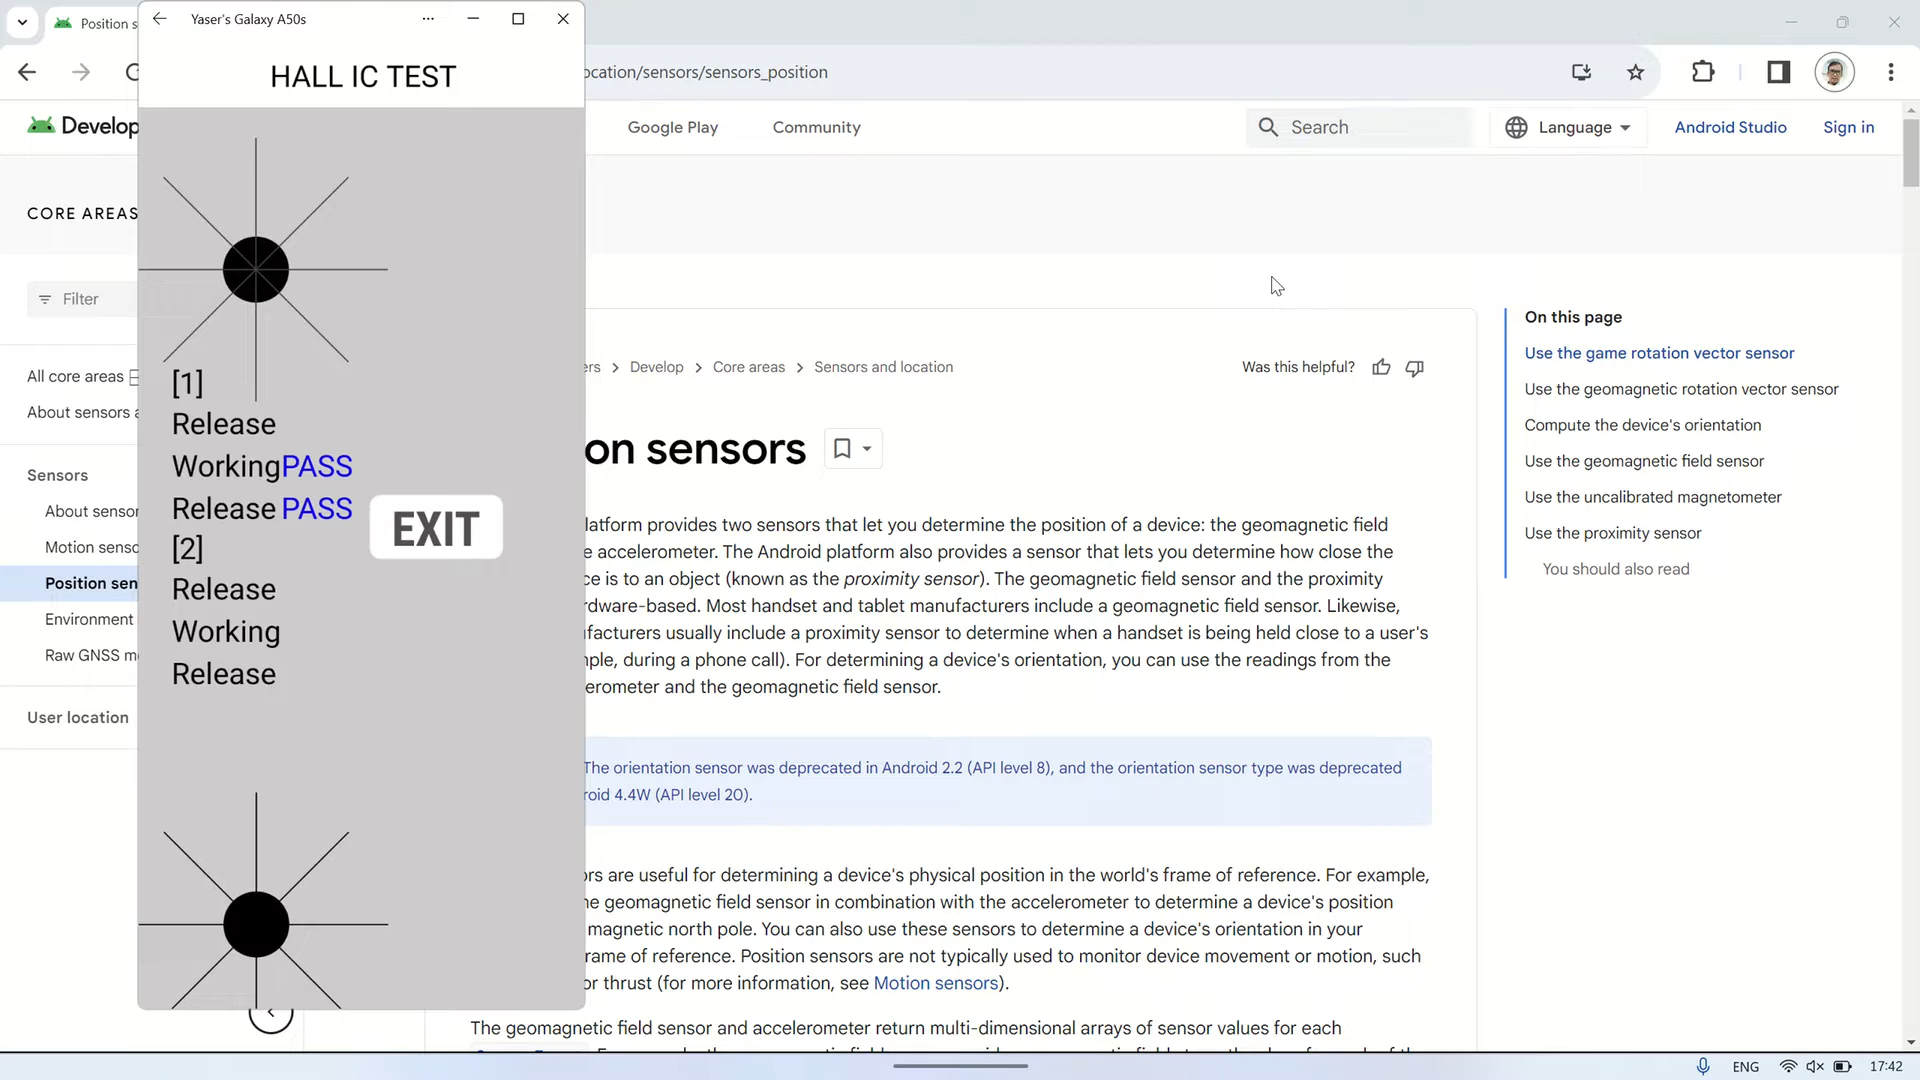 Position s
Yaser's Galaxy A50s
HALL IC TEST
[1]
Release
WorkingPASS
Release PASS
EXIT
[2]
Release
Working
Release
ocation/sensors/sensors_position
Develop
Google Play
Community
Search
Language
Android Studio
Sign in
CORE AREAS
Filter
All core areas
About sensors a
Sensors
About sensor
Motion senso
Position sen
Environment
Raw GNSS m
User location
ers > Develop > Core areas > Sensors and location
Was this helpful?
on sensors
latform provides two sensors that let you determine the position of a device: the geomagnetic field
e accelerometer. The Android platform also provides a sensor that lets you determine how close the
ce is to an object (known as the proximity sensor). The geomagnetic field sensor and the proximity
rdware-based. Most handset and tablet manufacturers include a geomagnetic field sensor. Likewise,
ufacturers usually include a proximity sensor to determine when a handset is being held close to a user's
mple, during a phone call). For determining a device's orientation, you can use the readings from the
erometer and the geomagnetic field sensor.
The orientation sensor was deprecated in Android 2.2 (API level 8), and the orientation sensor type was deprecated
roid 4.4W (API level 20).
rs are useful for determining a device's physical position in the world's frame of reference. For example,
he geomagnetic field sensor in combination with the accelerometer to determine a device's position
magnetic north pole. You can also use these sensors to determine a device's orientation in your
rame of reference. Position sensors are not typically used to monitor device movement or motion, such
or thrust (for more information, see Motion sensors).
The geomagnetic field sensor and accelerometer return multi-dimensional arrays of sensor values for each
On this page
Use the game rotation vector sensor
Use the geomagnetic rotation vector sensor
Compute the device's orientation
Use the geomagnetic field sensor
Use the uncalibrated magnetometer
Use the proximity sensor
You should also read
ENG
17:42